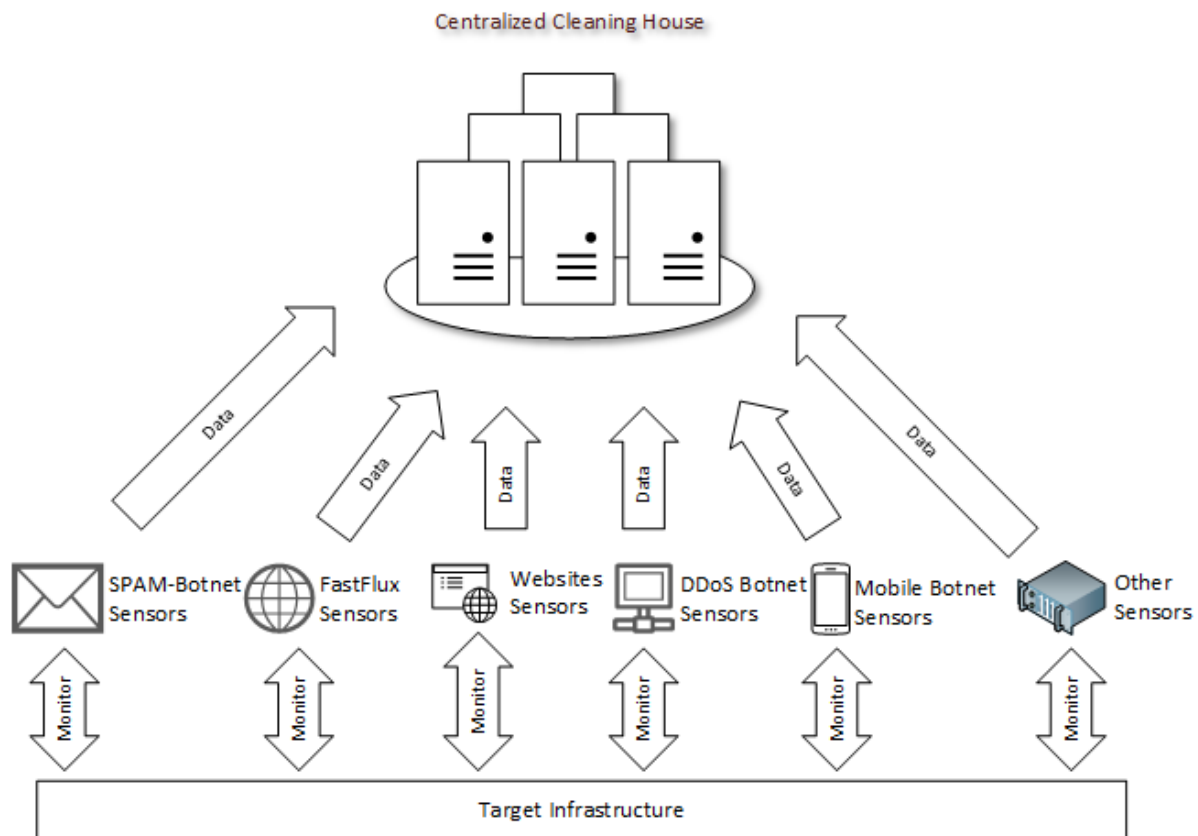 Centralized Cleaning House
Data
Data
Data
Data
Data
Data
SPAM-Botnet
Sensors
FastFlux
Sensors
Websites
Sensors
DDoS Botnet
Sensors
Mobile Botnet
Sensors
Other
Sensors
Monitor
Monitor
Monitor
Monitor
Monitor
Monitor
Target Infrastructure